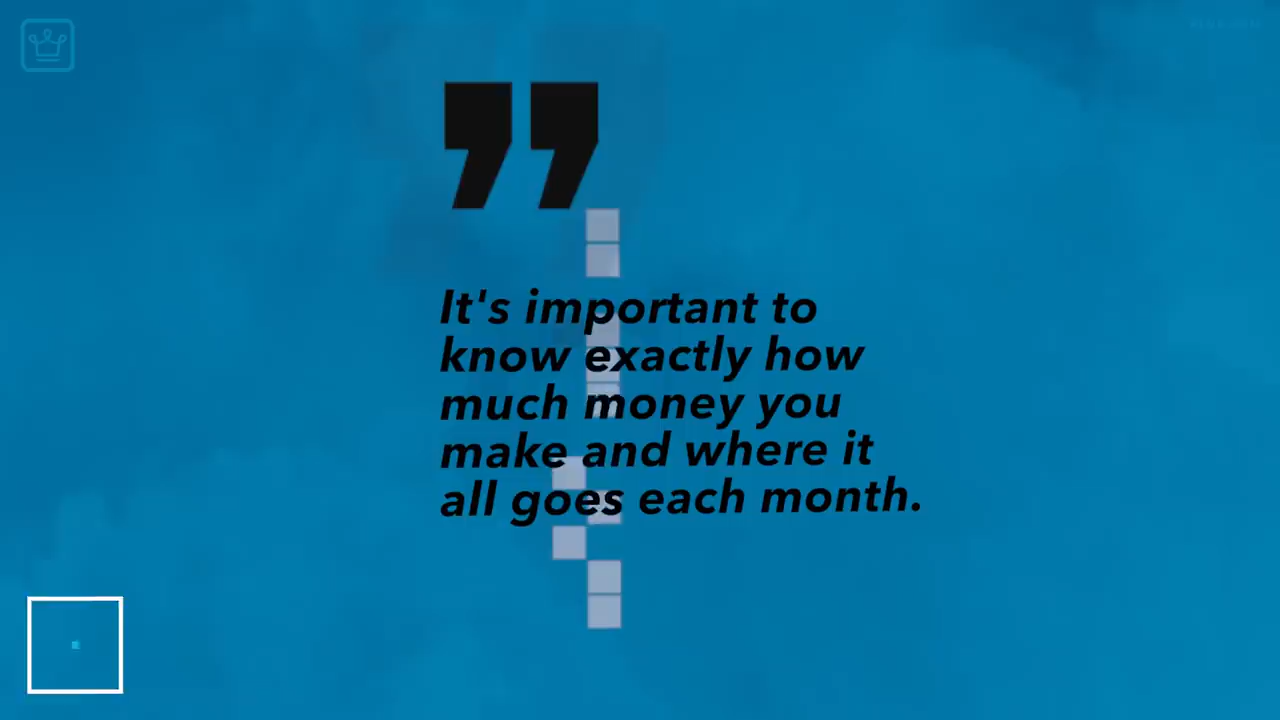 ”
It's important to
know exactly how
much money you
make and where it
all goes each month.